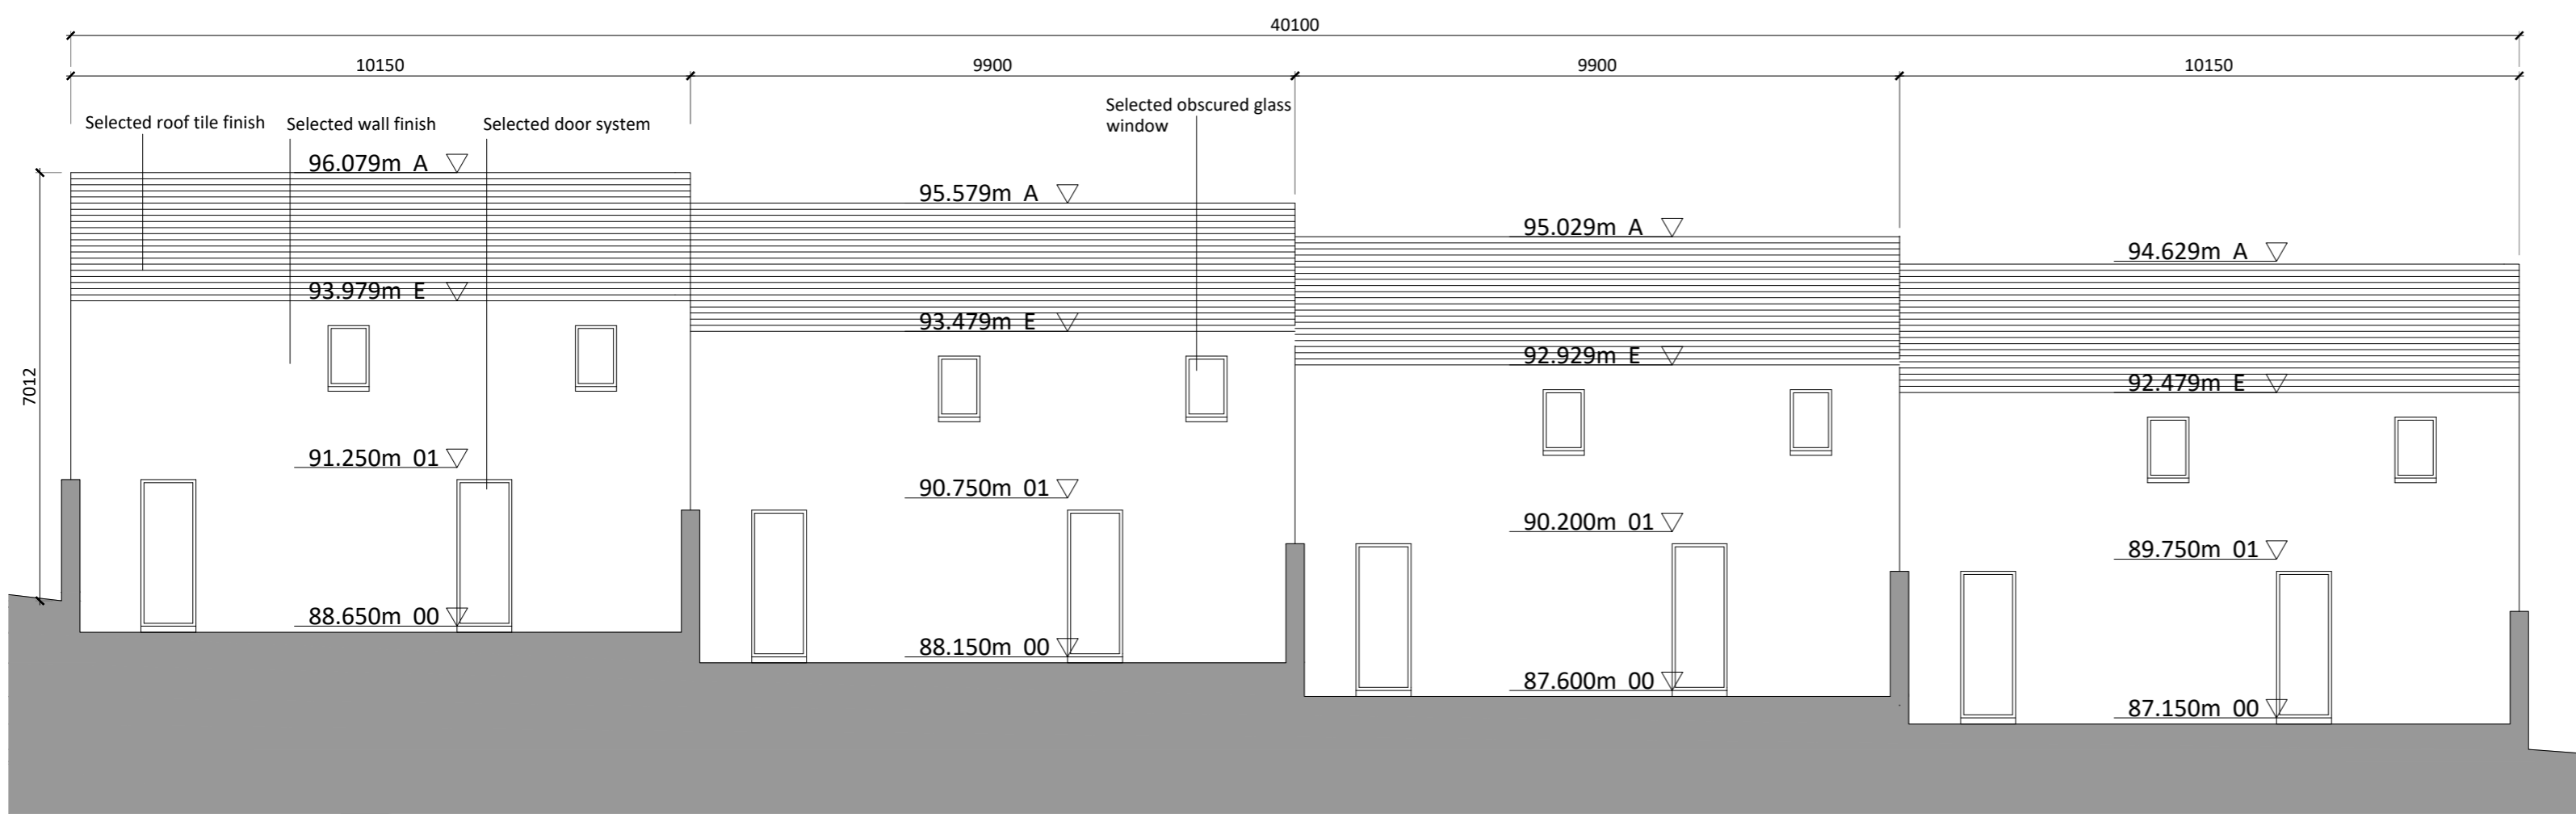 40100
10150
9900
9900
10150
Selected roof tile finish
Selected wall finish
Selected door system
Selected obscured glass
window
96.079m A
95.579m A
95.029m A
94.629m A
93.979m E
93.479m E
92.929m E
92.479m E
7012
91.250m 01
90.750m 01
90.200m 01
89.750m 01
88.650m 00
88.150m 00
87.600m 00
87.150m 00